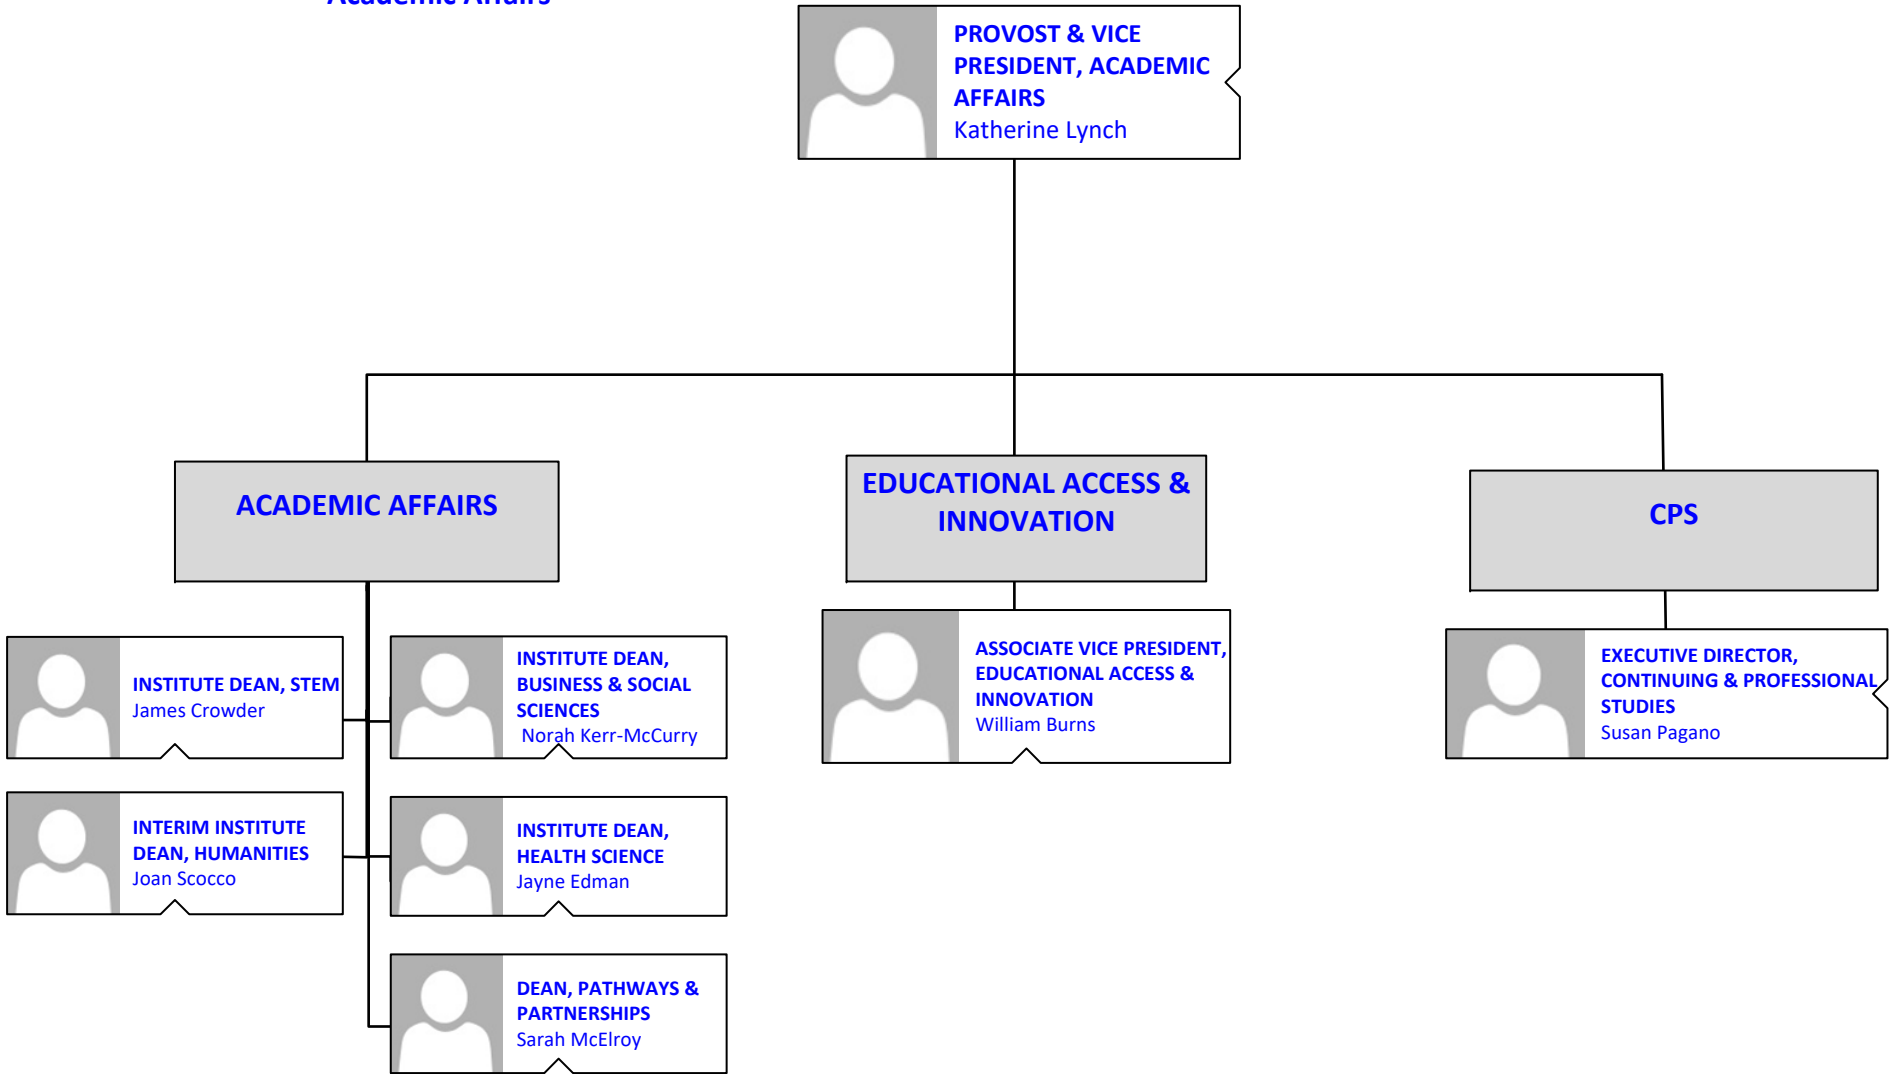 Academic Affairs
PROVOST & VICE
PRESIDENT, ACADEMIC
AFFAIRS
Katherine Lynch
ACADEMIC AFFAIRS
EDUCATIONAL ACCESS &
INNOVATION
CPS
INSTITUTE DEAN, STEM
James Crowder
INSTITUTE DEAN,
BUSINESS & SOCIAL
SCIENCES
Norah Kerr-McCurry
ASSOCIATE VICE PRESIDENT,
EDUCATIONAL ACCESS &
INNOVATION
William Burns
EXECUTIVE DIRECTOR,
CONTINUING & PROFESSIONAL
STUDIES
Susan Pagano
INTERIM INSTITUTE
DEAN, HUMANITIES
Joan Scocco
INSTITUTE DEAN,
HEALTH SCIENCE
Jayne Edman
DEAN, PATHWAYS &
PARTNERSHIPS
Sarah McElroy